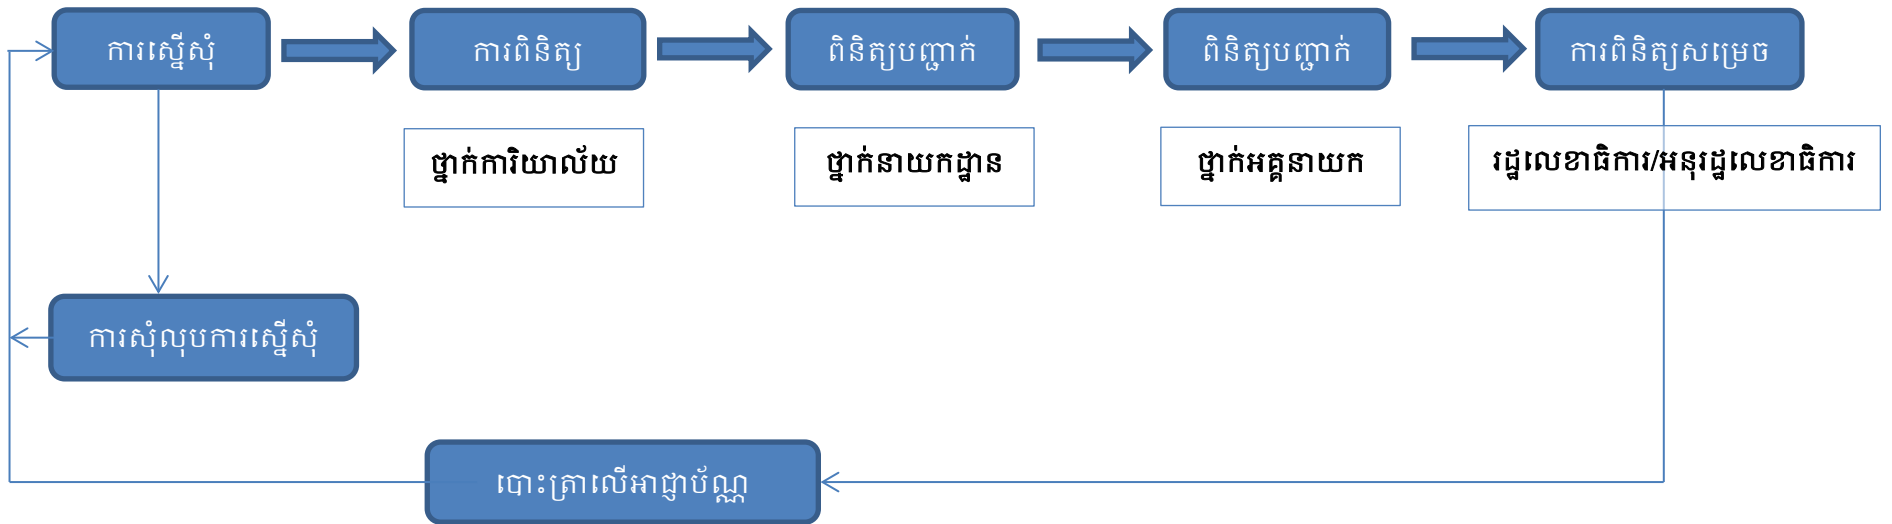 ការស្នើសុំ
ការពិនិត្យ
ពិនិត្យបញ្ជាក់
ពិនិត្យបញ្ជាក់
ការពិនិត្យសម្រេច
ថ្នាក់ការិយាល័យ
ថ្នាក់នាយកដ្ឋាន
ថ្នាក់អគ្គនាយក
រដ្ឋលេខាធិការ/អនុរដ្ឋលេខាធិការ
ការសុំលុបការស្នើសុំ
បោះត្រាលើអាជ្ញាប័ណ្ណ